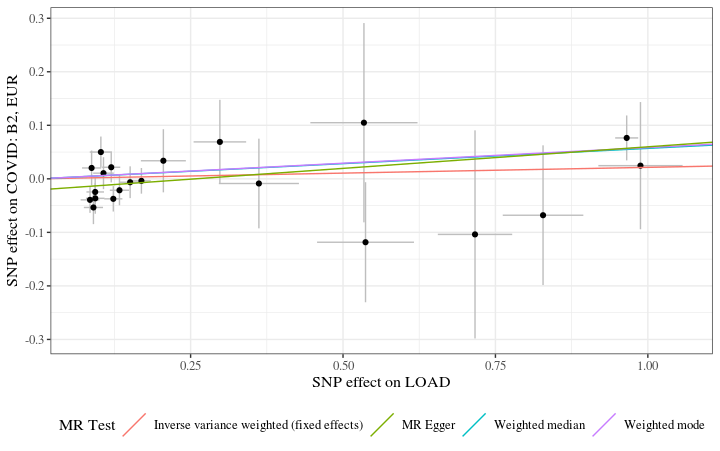 SNP effect on COVID: B2, EUR
0.3
0.2
0.1
0.0
-0.1
-0.2
-0.3
0.25 0.50 0.75 1.00
SNP effect on LOAD
MR Test Inverse variance weighted (fixed effects) MR Egger Weighted median Weighted mode